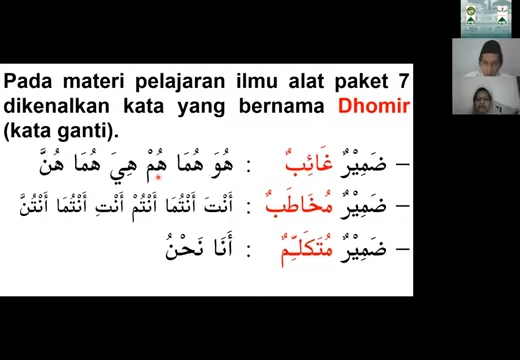 Pada materi pelajaran ilmu alat paket 7
dikenalkan kata yang bernama Dhomir
(kata ganti).
– ضَمِيْرٌ غَائِبٌ : هُوَ هُمَا هُمْ هِيَ هُمَا هُنَّ
– ضَمِيْرٌ مُخَاطَبٌ : أَنْتَ أَنْتُمَا أَنْتُمْ أَنْتِ أَنْتُمَا أَنْتُنَّ
– ضَمِيْرٌ مُتَكَلِّمٌ : أَنَا نَحْنُ